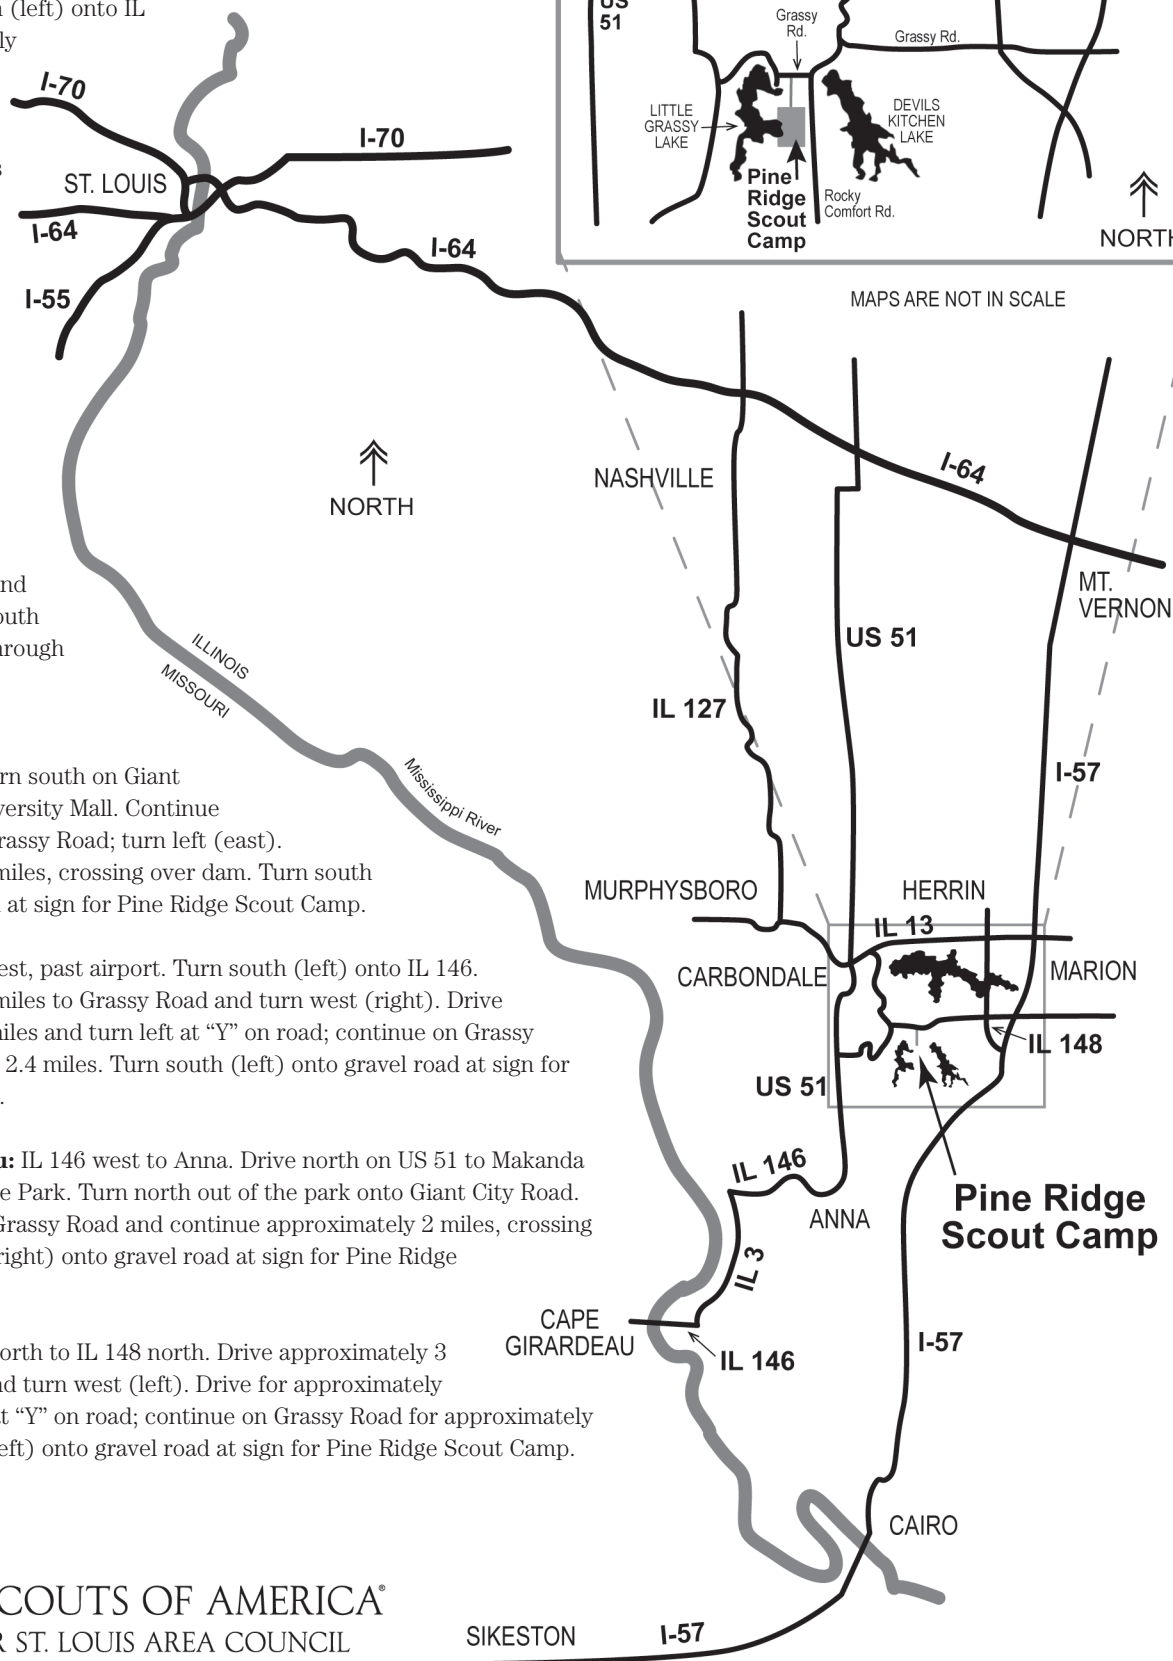 (left) onto IL
ly
I-70
I-70
ST. LOUIS
I-64
I-55
I-64
US
51
Grassy
Rd.
Grassy Rd.
LITTLE
GRASSY
LAKE
DEVILS
KITCHEN
LAKE
Pine
Ridge
Scout
Camp
Rocky
Comfort Rd.
NORTH
MAPS ARE NOT IN SCALE
NORTH
NASHVILLE
I-64
MT.
VERNON
US 51
IL 127
I-57
ILLINOIS
MISSOURI
Mississippi River
nd
outh
hrough
rn south on Giant
versity Mall. Continue
rassy Road; turn left (east).
miles, crossing over dam. Turn south
at sign for Pine Ridge Scout Camp.
MURPHYSBORO
HERRIN
IL 13
CARBONDALE
MARION
IL 148
US 51
est, past airport. Turn south (left) onto IL 146.
miles to Grassy Road and turn west (right). Drive
iles and turn left at “Y” on road; continue on Grassy
2.4 miles. Turn south (left) onto gravel road at sign for
.
u: IL 146 west to Anna. Drive north on US 51 to Makanda
e Park. Turn north out of the park onto Giant City Road.
Grassy Road and continue approximately 2 miles, crossing
right) onto gravel road at sign for Pine Ridge
IL 146
ANNA
Pine Ridge
Scout Camp
IL 3
CAPE
GIRARDEAU
IL 146
I-57
orth to IL 148 north. Drive approximately 3
nd turn west (left). Drive for approximately
at “Y” on road; continue on Grassy Road for approximately
eft) onto gravel road at sign for Pine Ridge Scout Camp.
CAIRO
SIKESTON
I-57
COUTS OF AMERICA®
R ST. LOUIS AREA COUNCIL